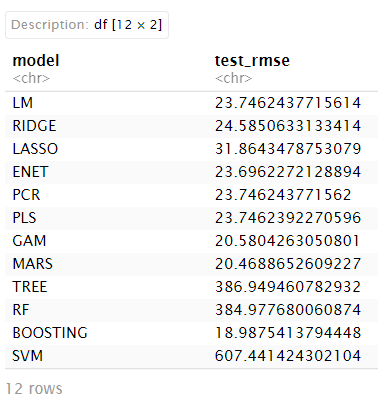 Description: df [12 × 2]
model test_rmse
<chr> <chr>
LM 23.7462437715614
RIDGE 24.5850633133414
LASSO 31.8643478753079
ENET 23.6962272128894
PCR 23.746243771562
PLS 23.7462392270596
GAM 20.5804263050801
MARS 20.4688652609227
TREE 386.949460782932
RF 384.977680060874
BOOSTING 18.9875413794448
SVM 607.441424302104
12 rows